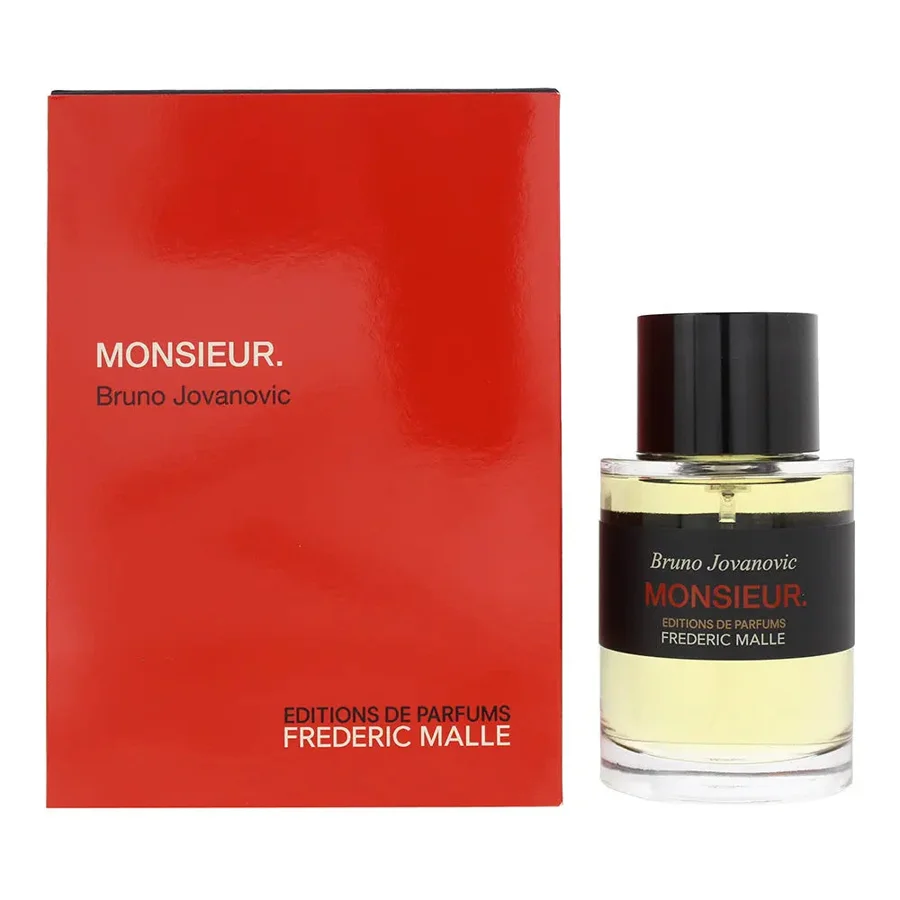 MONSIEUR.
Bruno Jovanovic
EDITIONS DE PARFUMS
FREDERIC MALLE
Bruno Jovanovic
MONSIEUR.
EDITIONS DE PARFUMS
FREDERIC MALLE